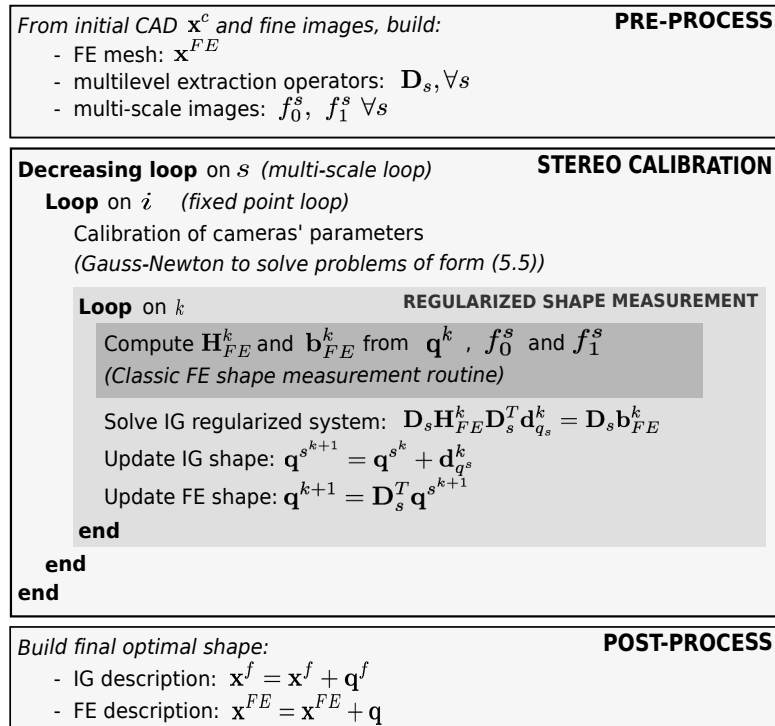 From initial CAD x^c and fine images, build: PRE-PROCESS
- FE mesh: x^{FE}
- multilevel extraction operators: D_s, ∀s
- multi-scale images: f_0^s, f_1^s ∀s
Decreasing loop on s (multi-scale loop) STEREO CALIBRATION
Loop on i (fixed point loop)
Calibration of cameras' parameters
(Gauss-Newton to solve problems of form (5.5))
Loop on k REGULARIZED SHAPE MEASUREMENT
Compute H_{FE}^k and b_{FE}^k from q^k , f_0^s and f_1^s
(Classic FE shape measurement routine)
Solve IG regularized system: D_s H_{FE}^k D_s^T d_{q_s}^k = D_s b_{FE}^k
Update IG shape: q^{s^{k+1}} = q^{s^k} + d_{q^s}^k
Update FE shape: q^{k+1} = D_s^T q^{s^{k+1}}
end
end
end
Build final optimal shape: POST-PROCESS
- IG description: x^f = x^f + q^f
- FE description: x^{FE} = x^{FE} + q